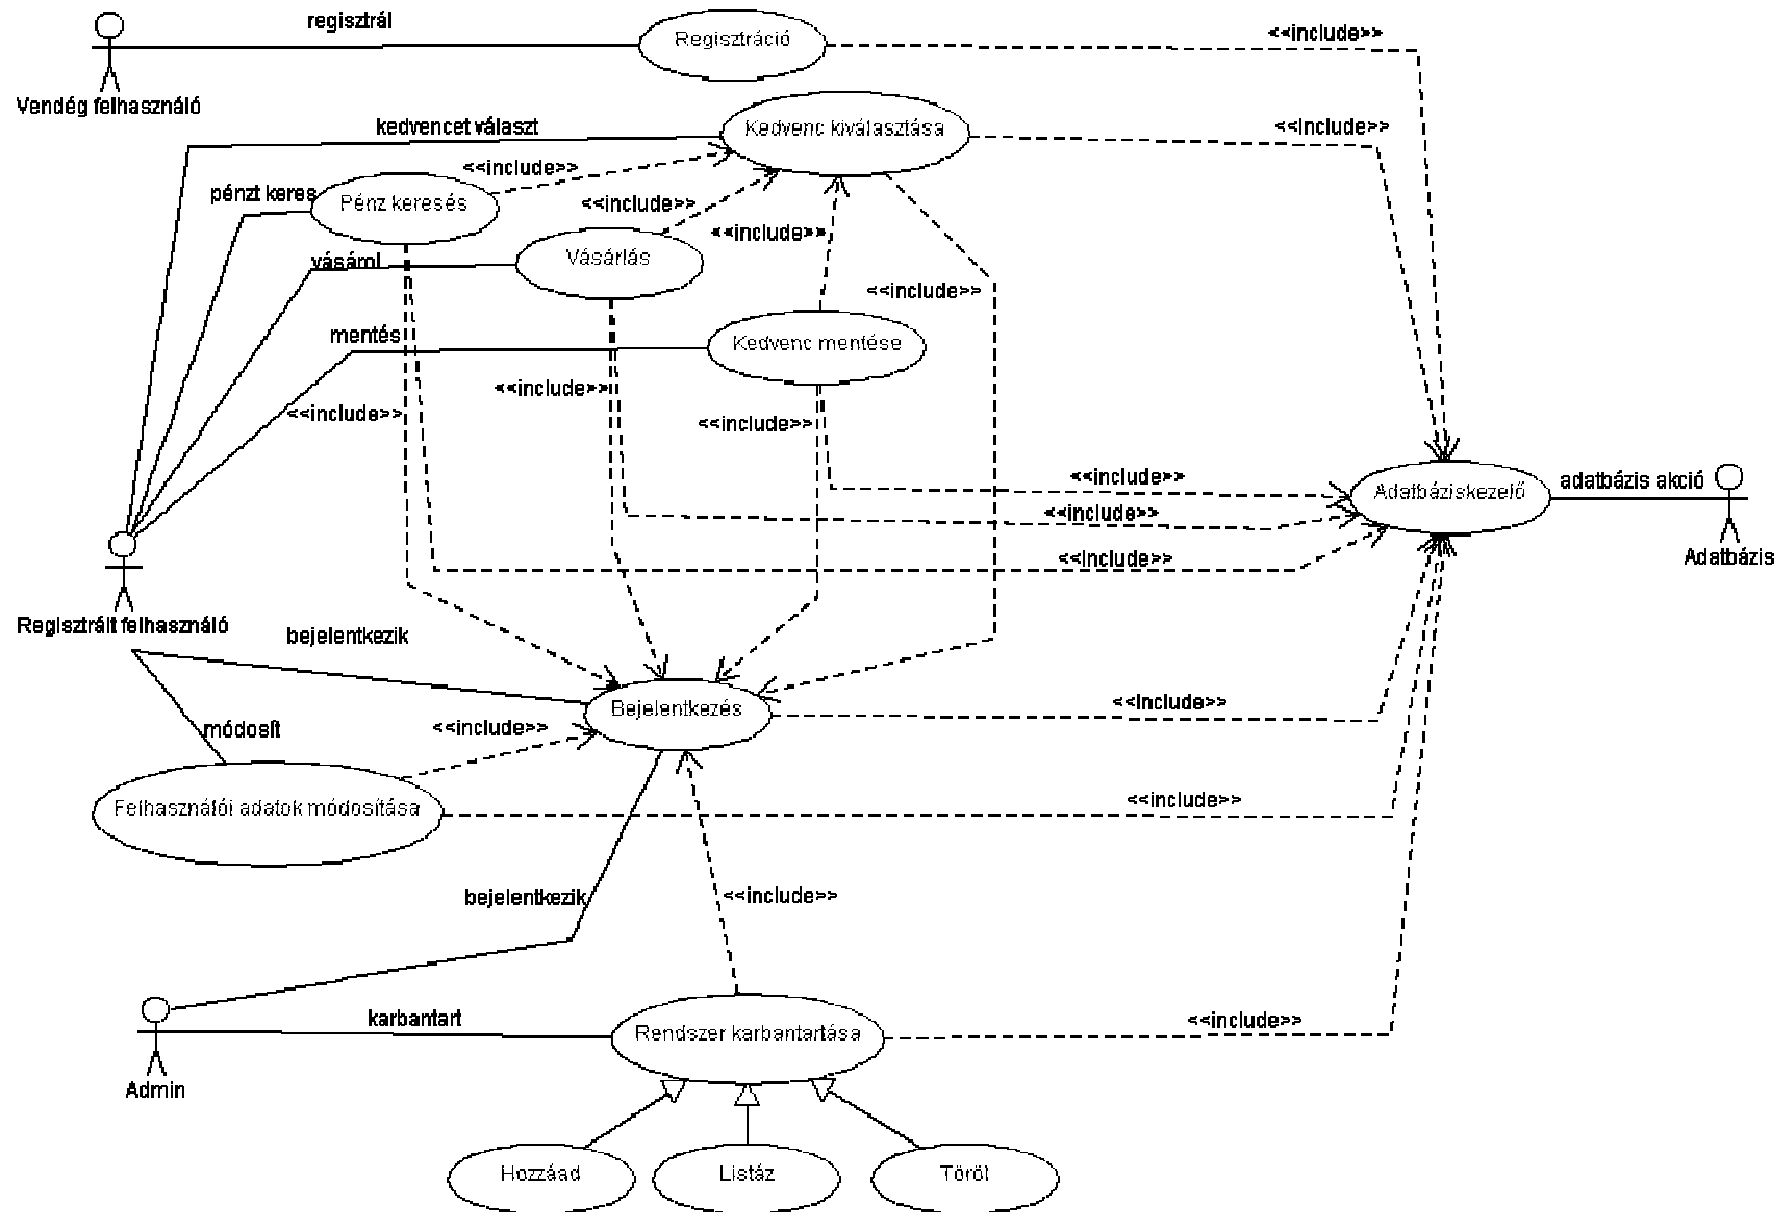 regisztrál
Regisztráció
<<include>>
Vendég felhasználó
kedvencet választ
Kedvenc kiválasztása
<<include>>
<<include>>
pénzt keres
Pénz keresés
<<include>>
<<include>>
vásárol
Vásárlás
<<include>>
mentés
Kedvenc mentése
<<include>>
<<include>>
<<include>>
<<include>>
Adatbáziskezelő
adatbázis akció
<<include>>
<<include>>
Adatbázis
Regisztrált felhasználó
bejelentkezik
Bejelentkezés
<<include>>
módosít
<<include>>
Felhasználói adatok módosítása
<<include>>
bejelentkezik
<<include>>
karbantart
Rendszer karbantartása
<<include>>
Admin
Hozzáad
Listáz
Töröl